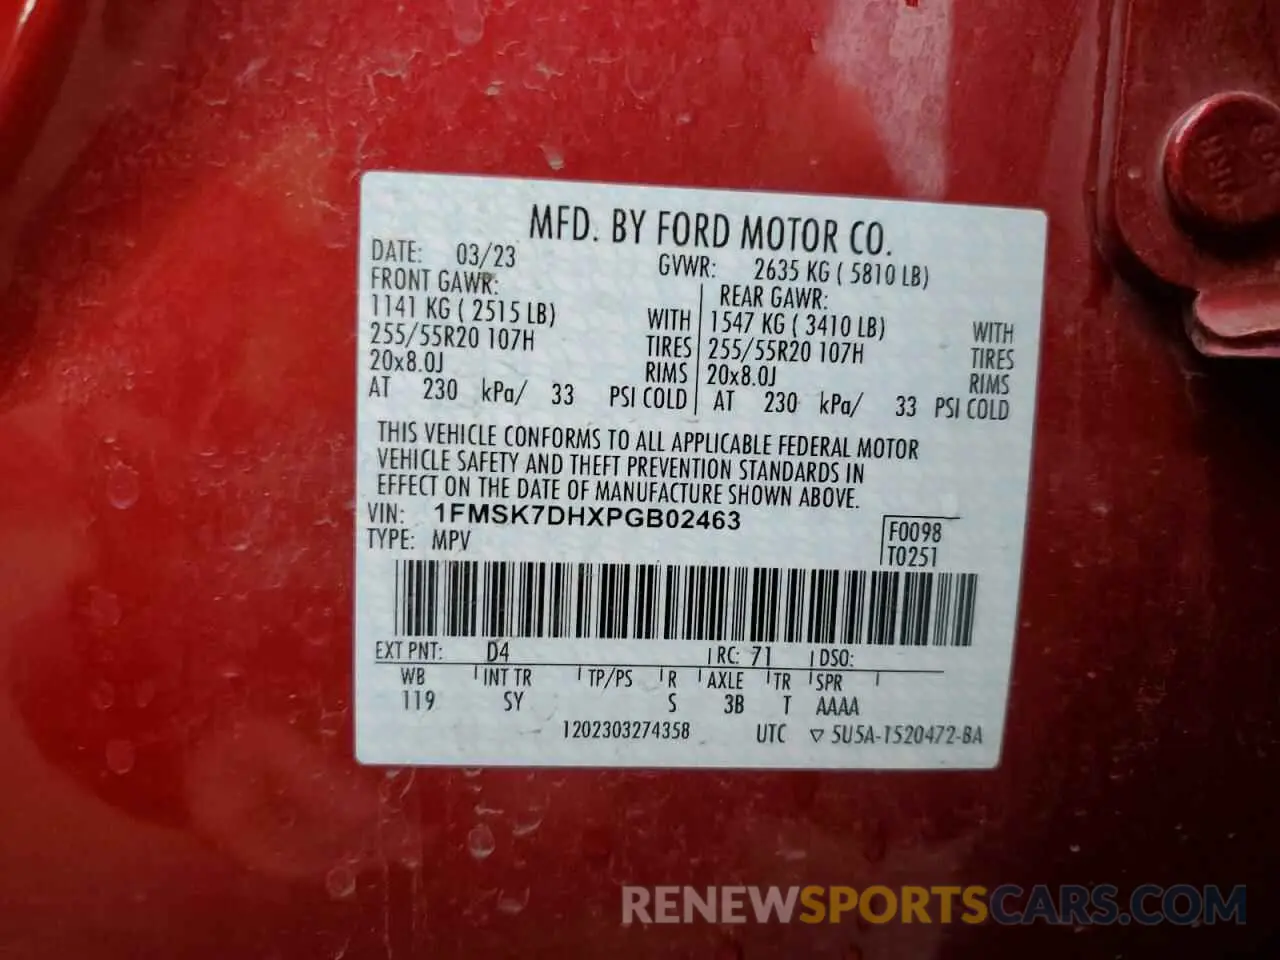 MFD. BY FORD MOTOR CO.
DATE: 03/23 GVWR: 2635 KG ( 5810 LB)
FRONT GAWR: REAR GAWR:
1141 KG ( 2515 LB) WITH 1547 KG ( 3410 LB) WITH
255/55R20 107H TIRES 255/55R20 107H TIRES
20x8.0J RIMS 20x8.0J RIMS
AT 230 kPa/ 33 PSI COLD AT 230 kPa/ 33 PSI COLD
THIS VEHICLE CONFORMS TO ALL APPLICABLE FEDERAL MOTOR
VEHICLE SAFETY AND THEFT PREVENTION STANDARDS IN
EFFECT ON THE DATE OF MANUFACTURE SHOWN ABOVE.
VIN: 1FMSK7DHXPGB02463 F0098
TYPE: MPV T0251
EXT PNT: D4 RC: 71 DSO:
WB INT TR TP/PS R AXLE TR SPR
119 SY S 3B T AAAA
1202303274358 UTC ▽ 5U5A-1520472-BA
RENEWSPORTSCARS.COM